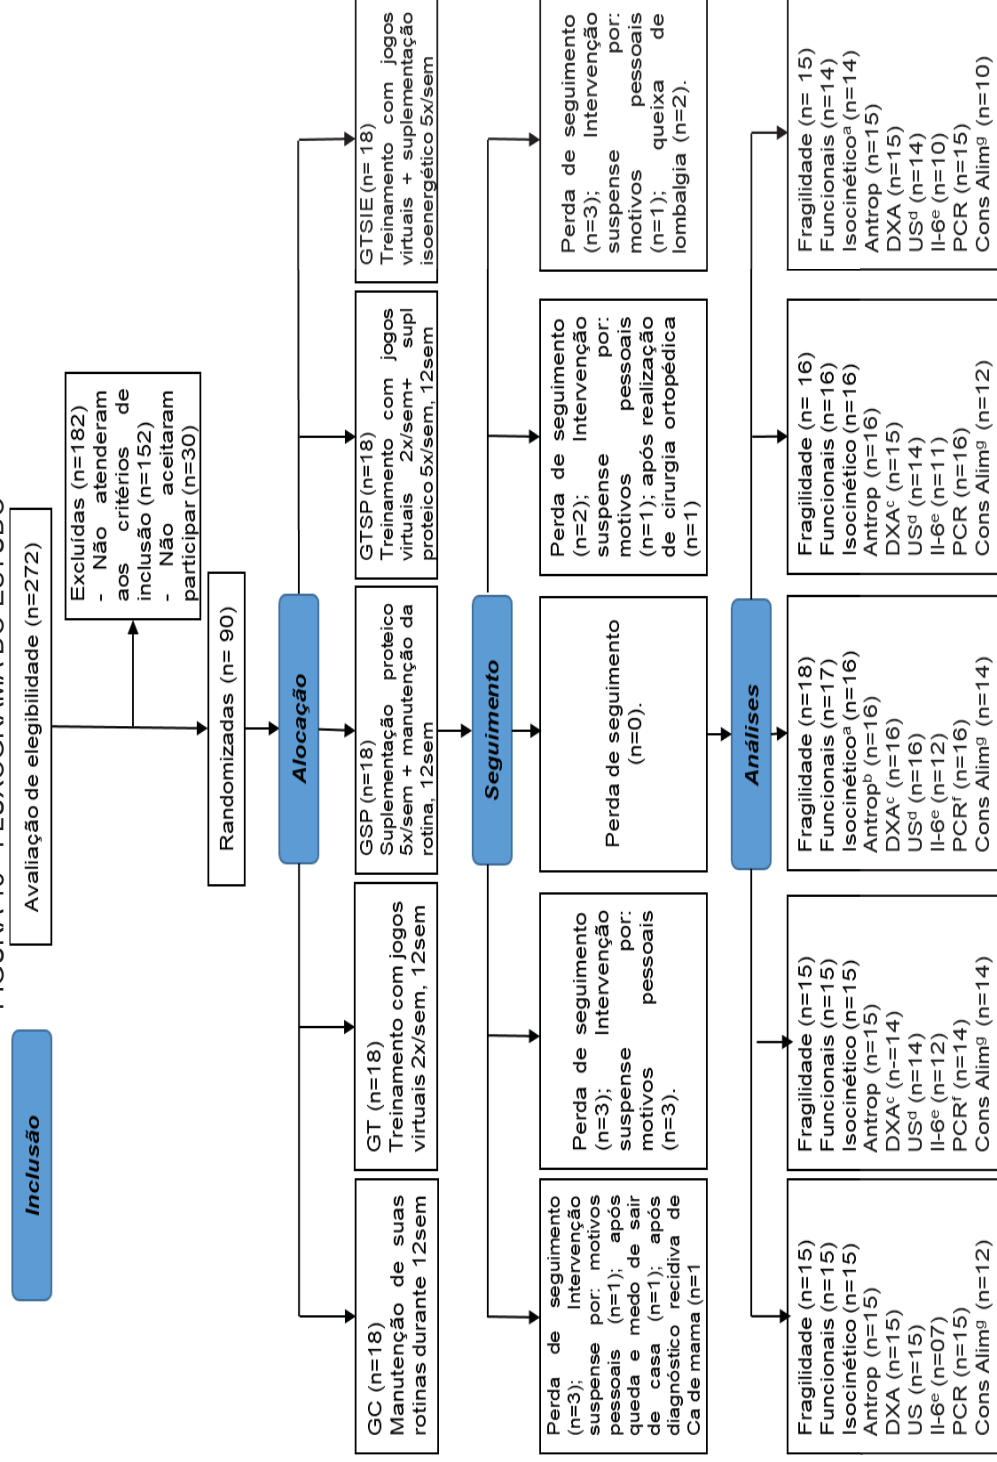 Inclusão
Avaliação de elegibilidade (n=272)
Excluídas (n=182)
- Não atenderam
aos critérios de
inclusão (n=152)
- Não aceitaram
participar (n=30)
Randomizadas (n= 90)
Alocação
GC (n=18)
Manutenção de suas
rotinas durante 12sem
GT (n=18)
Treinamento com jogos
virtuais 2x/sem, 12sem
GSP (n=18)
Suplementação proteico
5x/sem + manutenção da
rotina, 12sem
GTSP (n=18)
Treinamento com jogos
virtuais 2x/sem+ supl
proteico 5x/sem, 12sem
GTSIE (n= 18)
Treinamento com jogos
virtuais + suplementação
isoenergético 5x/sem
Seguimento
Perda de seguimento
(n=3); Intervenção
suspense por: motivos
pessoais (n=1); após
queda e medo de sair
de casa (n=1); após
diagnóstico recidiva de
Ca de mama (n=1
Perda de seguimento
(n=3); Intervenção
suspense por:
motivos pessoais
(n=3).
Perda de seguimento
(n=0).
Perda de seguimento
(n=2); Intervenção
suspense por:
motivos pessoais
(n=1); após realização
de cirurgia ortopédica
(n=1)
Perda de seguimento
(n=3); Intervenção
suspense por:
motivos pessoais
(n=1); queixa de
lombalgia (n=2).
Análises
Fragilidade (n=15)
Funcionais (n=15)
Isocinético (n=15)
Antrop (n=15)
DXA (n=15)
US (n=15)
Il-6ᵉ (n=07)
PCR (n=15)
Cons Alimᵍ (n=12)
Fragilidade (n=15)
Funcionais (n=15)
Isocinético (n=15)
Antrop (n=15)
DXAᶜ (n-=14)
USᵈ (n=14)
Il-6ᵉ (n=12)
PCRᶠ (n=14)
Cons Alimᵍ (n=14)
Fragilidade (n=18)
Funcionais (n=17)
Isocinéticoᵃ (n=16)
Antropᵇ (n=16)
DXAᶜ (n=16)
USᵈ (n=16)
Il-6ᵉ (n=12)
PCRᶠ (n=16)
Cons Alimᵍ (n=14)
Fragilidade (n= 16)
Funcionais (n=16)
Isocinético (n=16)
Antrop (n=16)
DXAᶜ (n=15)
USᵈ (n=14)
Il-6ᵉ (n=11)
PCR (n=16)
Cons Alimᵍ (n=12)
Fragilidade (n= 15)
Funcionais (n=14)
Isocinéticoᵃ (n=14)
Antrop (n=15)
DXA (n=15)
USᵈ (n=14)
Il-6ᵉ (n=10)
PCR (n=15)
Cons Alimᵍ (n=10)